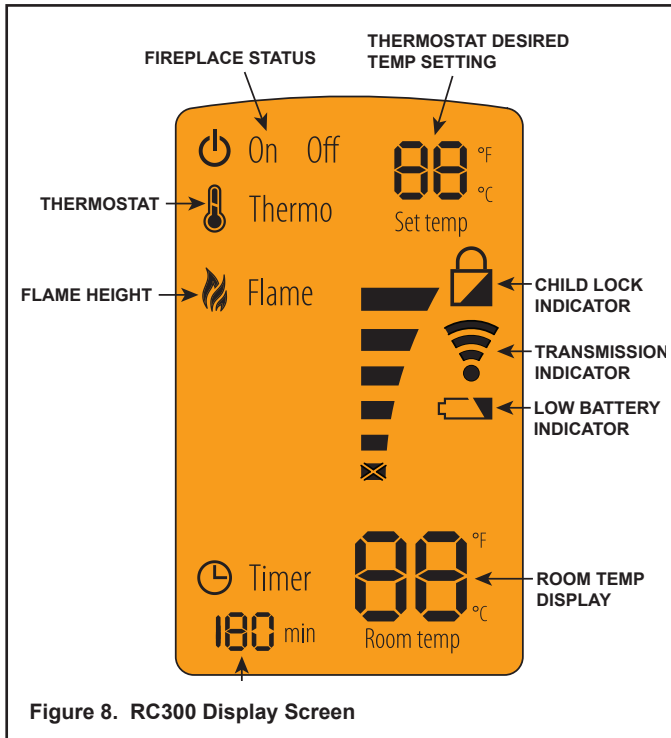 THERMOSTAT DESIRED
TEMP SETTING
FIREPLACE STATUS
On Off
88 °F
°C
Set temp
THERMOSTAT
Thermo
FLAME HEIGHT
Flame
CHILD LOCK
INDICATOR
TRANSMISSION
INDICATOR
LOW BATTERY
INDICATOR
Timer
180 min
88 °F
°C
Room temp
ROOM TEMP
DISPLAY
Figure 8. RC300 Display Screen